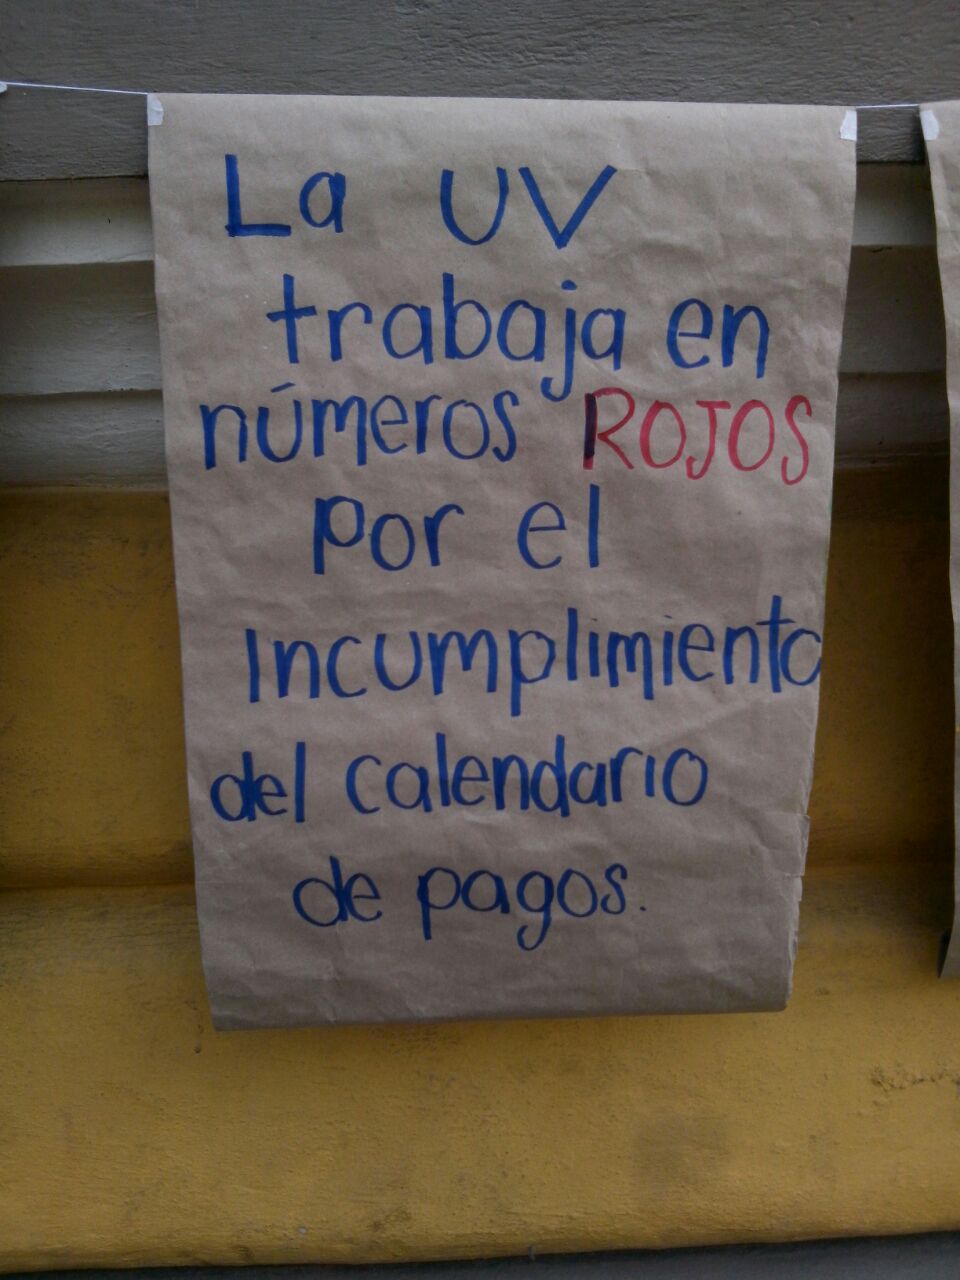 La UV
trabaja en
números ROJOS
por el
incumplimiento
del calendario
de pagos.